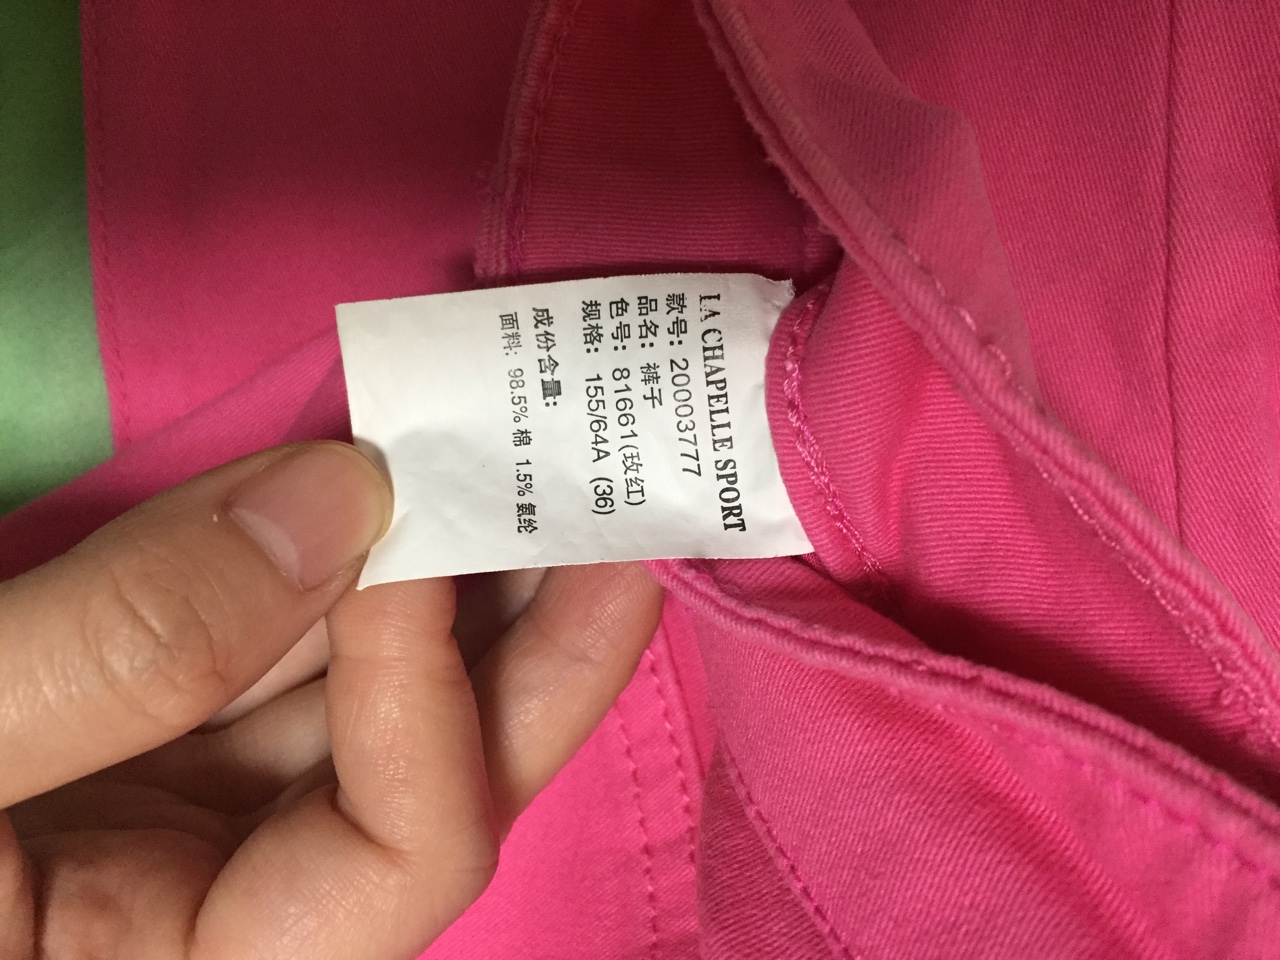 LA CHAPELLE SPORT
款号: 20003777
品名: 裤子
色号: 81661(玫红)
规格: 155/64A (36)
成份含量:
面料: 98.5% 棉 1.5% 氨纶